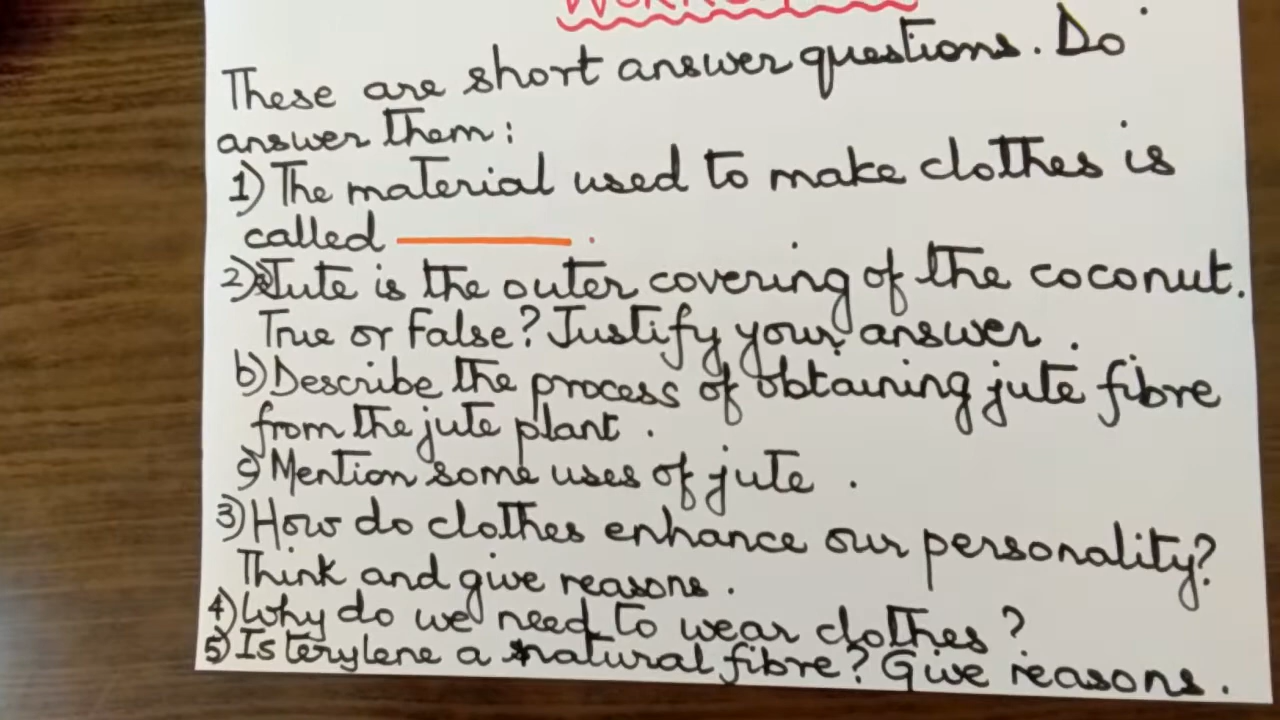 These are short answer questions. Do
answer them:
1) The material used to make clothes is
called ______.
2) Jute is the outer covering of the coconut.
True or False? Justify your answer.
b) Describe the process of obtaining jute fibre
from the jute plant.
c) Mention some uses of jute.
3) How do clothes enhance our personality?
Think and give reasons.
4) Why do we need to wear clothes?
5) Is terylene a natural fibre? Give reasons.